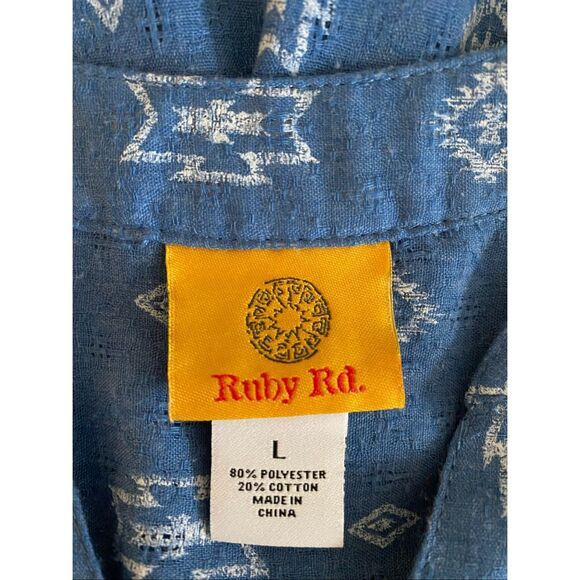 Ruby Rd.
L
80% POLYESTER
20% COTTON
MADE IN
CHINA